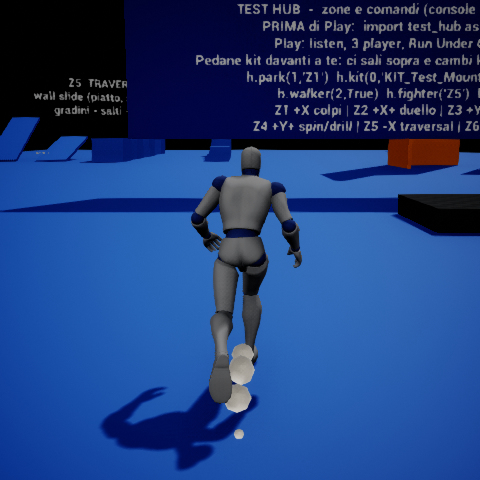 TEST HUB - zone e comandi (console
PRIMA di Play: import test_hub as
Play: listen, 3 player, Run Under
Pedane kit davanti a te: ci sali sopra e cambi k
h.park(1,'Z1') h.kit(0,'KIT_Test_Mount
h.walker(2,True) h.fighter('Z5')
Z1 +X colpi | Z2 +X+ duello | Z3 +Y
Z4 +Y+ spin/drill | Z5 -X traversal | Z6
Z5 TRAVER
wall slide (piatto,
gradini - salti -